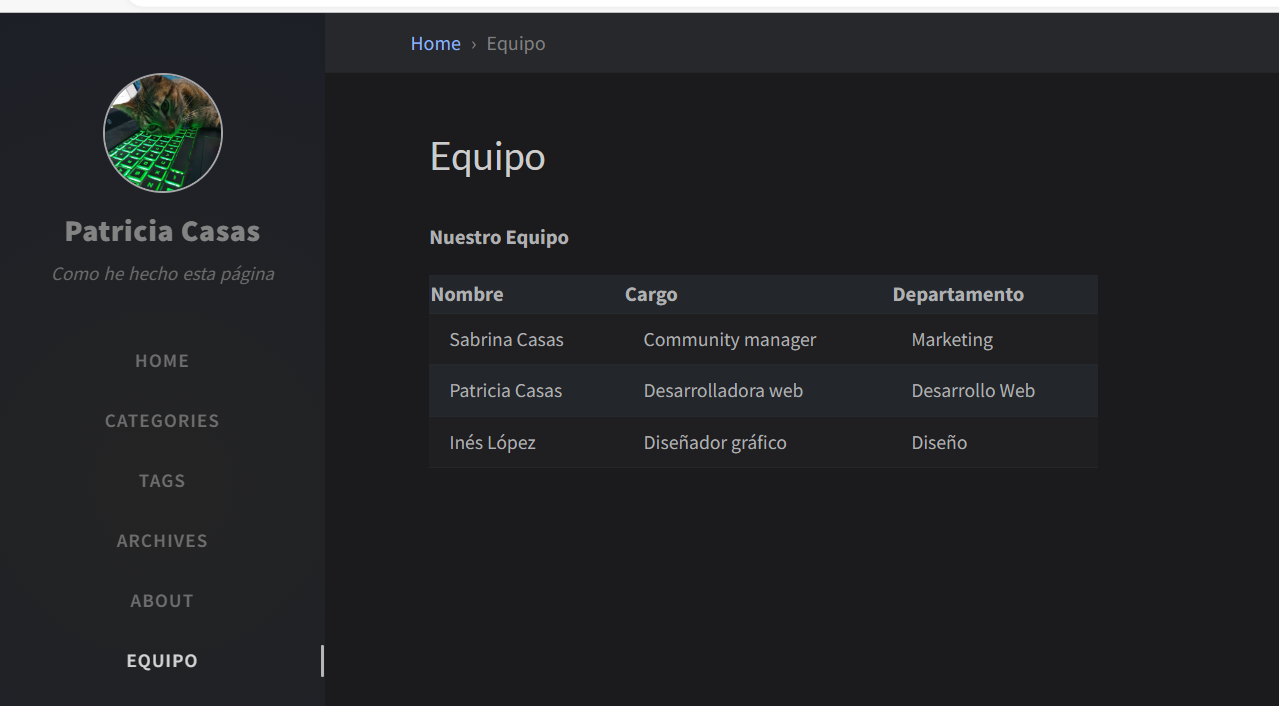 Home › Equipo
Patricia Casas
Como he hecho esta página
HOME
CATEGORIES
TAGS
ARCHIVES
ABOUT
EQUIPO
Equipo
Nuestro Equipo
Nombre Cargo Departamento
Sabrina Casas Community manager Marketing
Patricia Casas Desarrolladora web Desarrollo Web
Inés López Diseñador gráfico Diseño